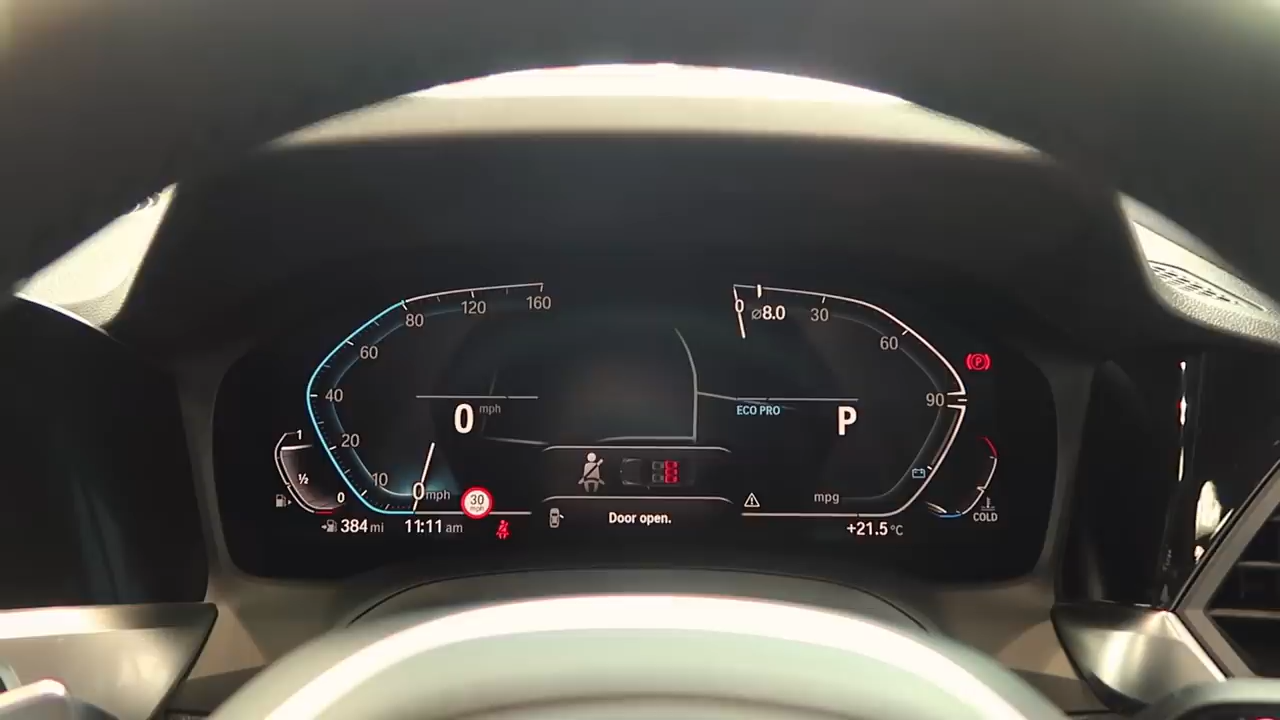 160
120
80
60
40
20
10
0 mph
0 mph
30
mph
1
½
0
384 mi
11:11 am
Door open.
0
⌀8.0
30
60
90
ECO PRO
P
(P)
mpg
+21.5 °C
COLD